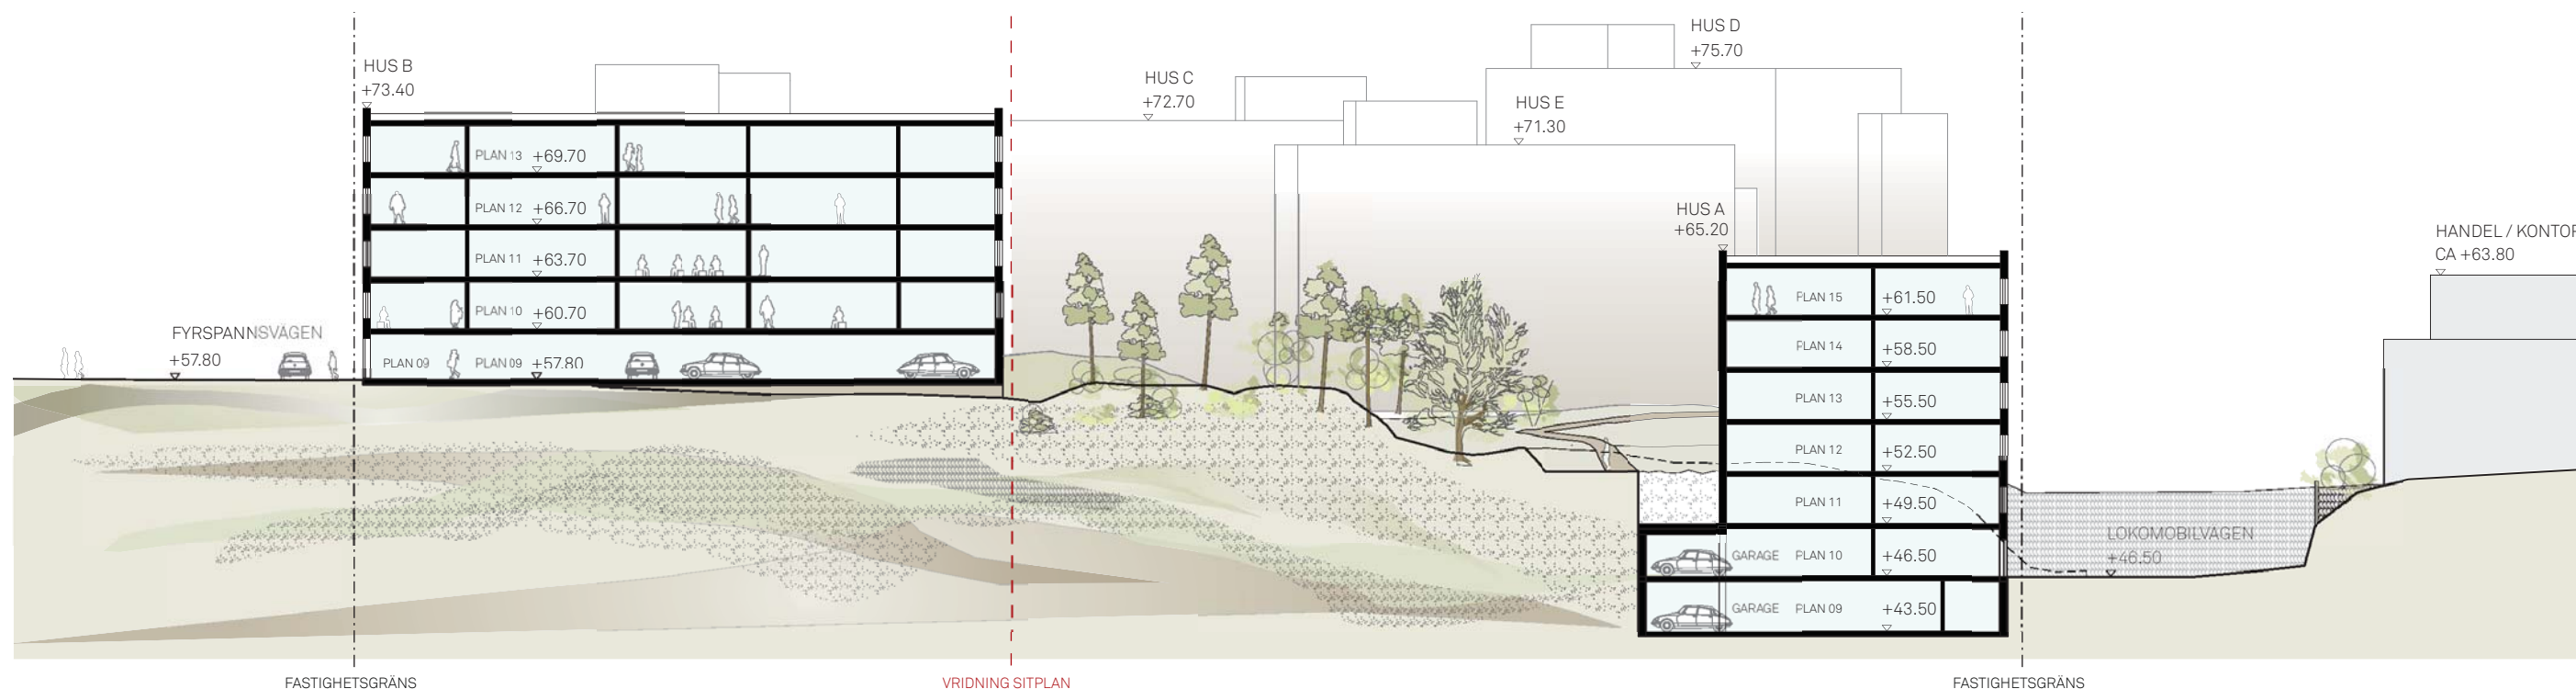 HUS B
+73.40
HUS C
+72.70
HUS D
+75.70
HUS E
+71.30
HUS A
+65.20
HANDEL / KONTOR
CA +63.80
FYRSPANNSVÄGEN
+57.80
PLAN 13 +69.70
PLAN 12 +66.70
PLAN 11 +63.70
PLAN 10 +60.70
PLAN 09 PLAN 09 +57.80
PLAN 15 +61.50
PLAN 14 +58.50
PLAN 13 +55.50
PLAN 12 +52.50
PLAN 11 +49.50
GARAGE PLAN 10 +46.50
GARAGE PLAN 09 +43.50
LOKOMOBILVÄGEN
+46.50
FASTIGHETSGRÄNS
VRIDNING SITPLAN
FASTIGHETSGRÄNS